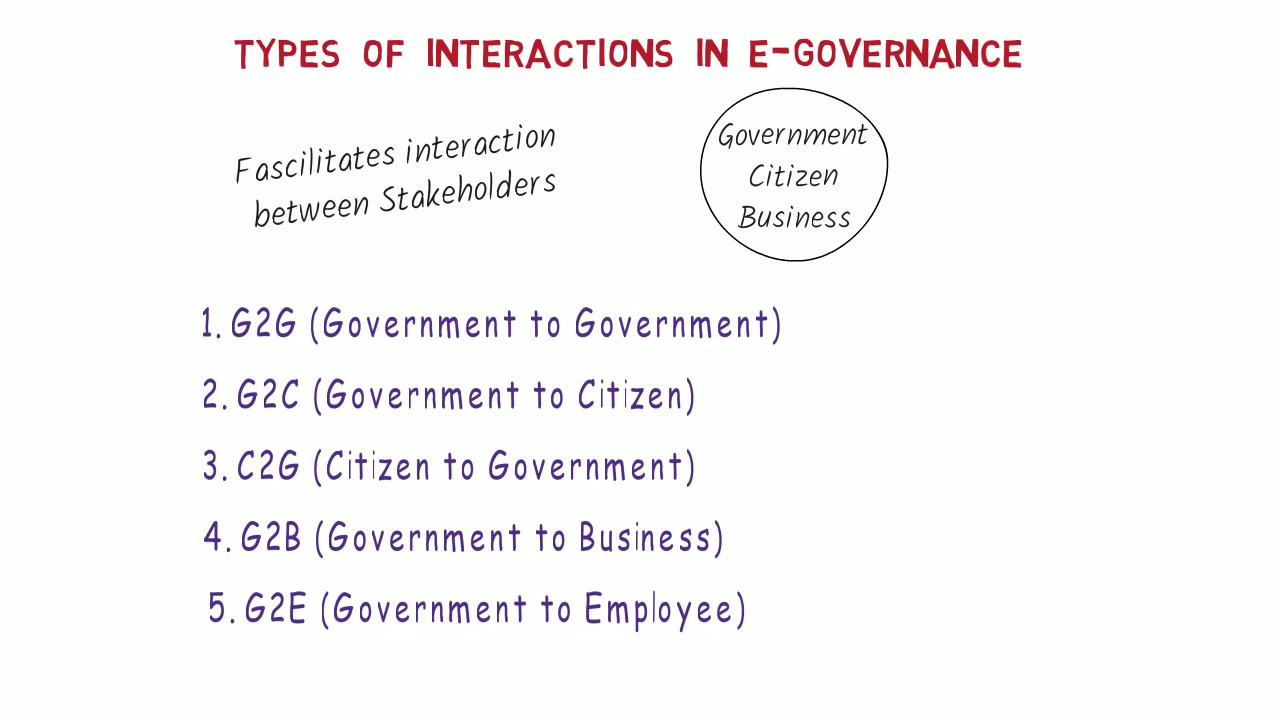 TYPES OF INTERACTIONS IN E-GOVERNANCE
Fascilitates interaction
between Stakeholders
Government
Citizen
Business
1. G2G (Government to Government)
2. G2C (Government to Citizen)
3. C2G (Citizen to Government)
4. G2B (Government to Business)
5. G2E (Government to Employee)